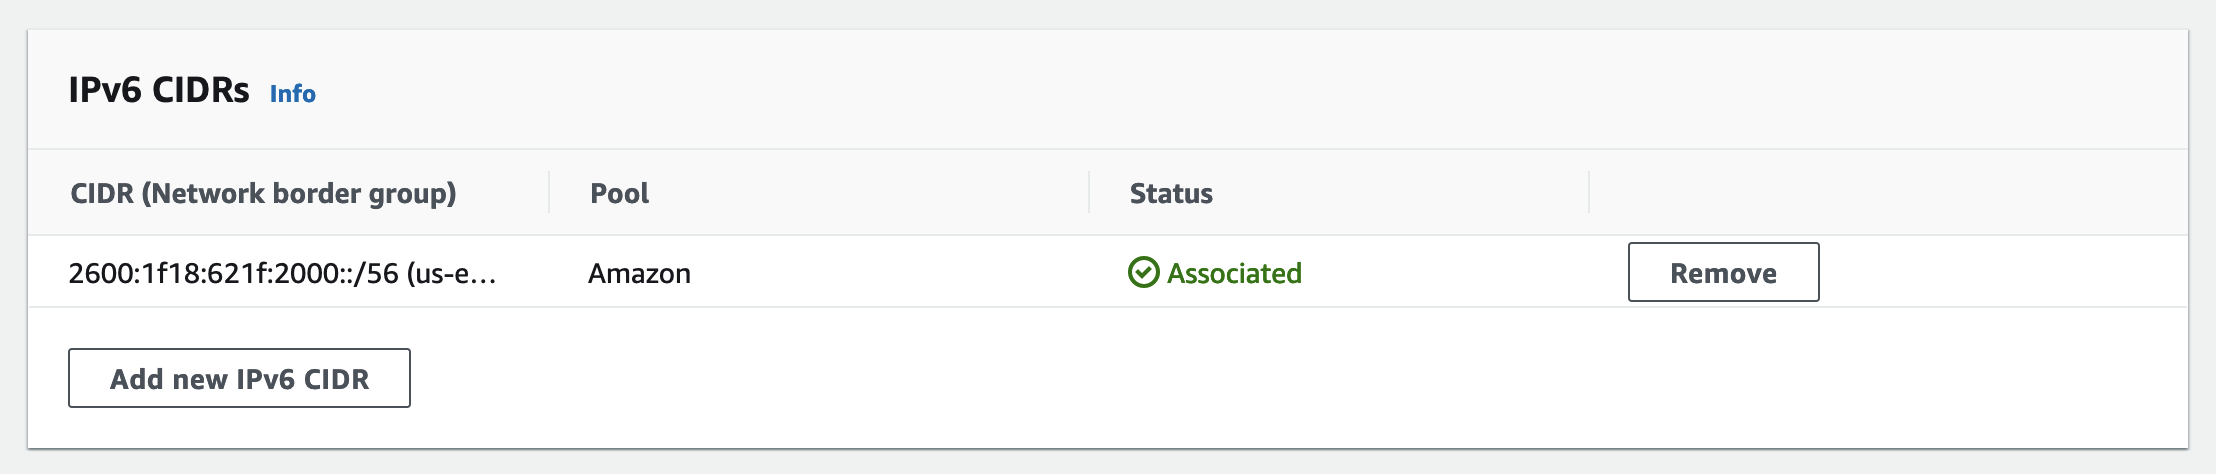 IPv6 CIDRs Info
CIDR (Network border group) Pool Status
2600:1f18:621f:2000::/56 (us-e... Amazon Associated Remove
Add new IPv6 CIDR